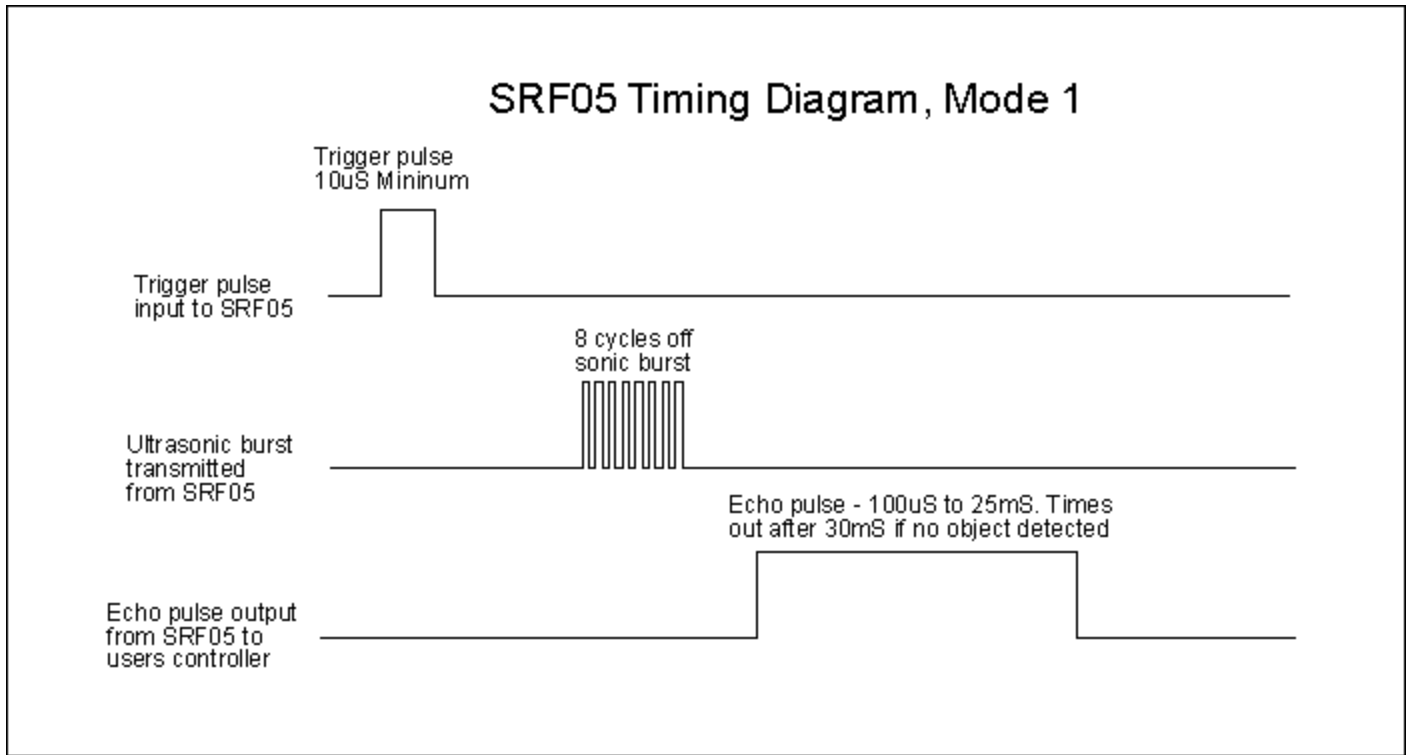 SRF05 Timing Diagram, Mode 1
Trigger pulse
10uS Mininum
Trigger pulse
input to SRF05
8 cycles off
sonic burst
Ultrasonic burst
transmitted
from SRF05
Echo pulse - 100uS to 25mS. Times
out after 30mS if no object detected
Echo pulse output
from SRF05 to
users controller